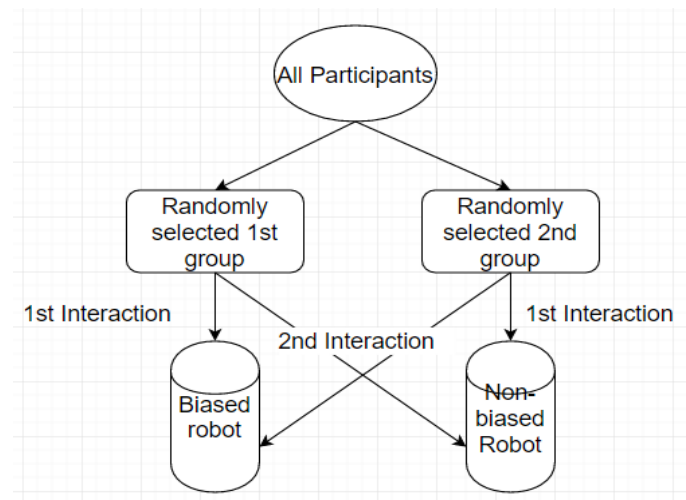 All Participants
Randomly
selected 1st
group
Randomly
selected 2nd
group
1st Interaction
1st Interaction
2nd Interaction
Biased
robot
Non-
biased
Robot